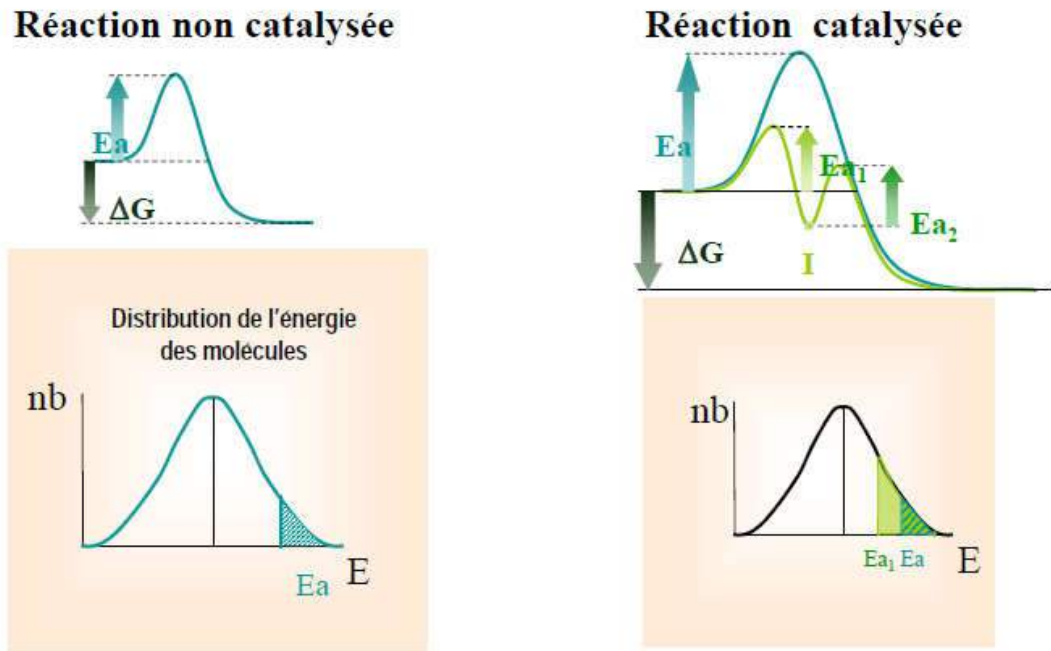 Réaction non catalysée
Ea
ΔG
Distribution de l'énergie
des molécules
nb
Ea
E
Réaction catalysée
Ea
Ea₁
Ea₂
ΔG
I
nb
Ea₁ Ea
E